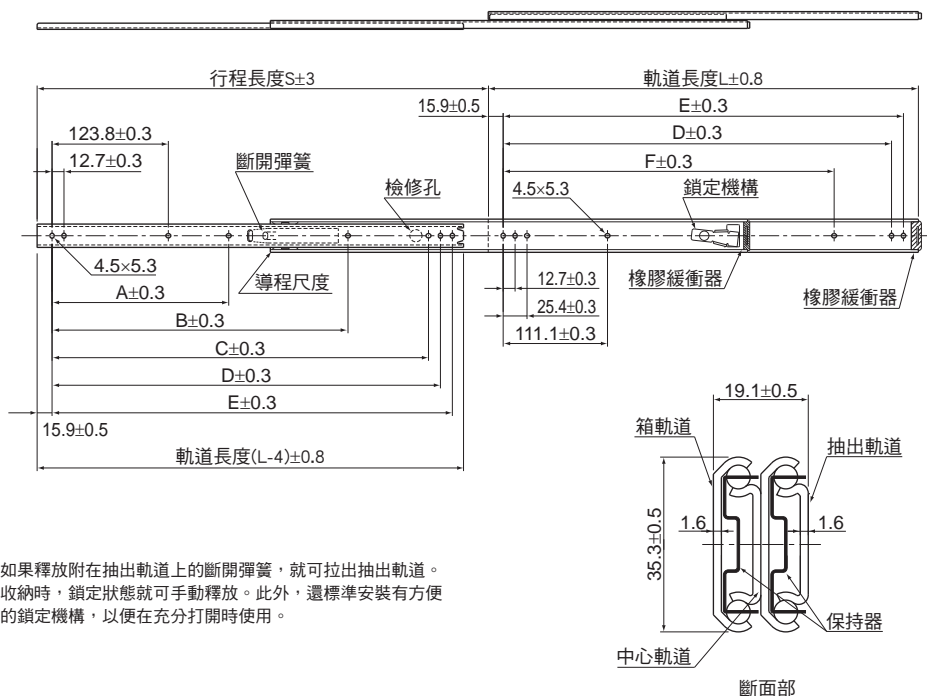 行程長度S±3
軌道長度L±0.8
15.9±0.5
E±0.3
123.8±0.3
D±0.3
12.7±0.3
斷開彈簧
F±0.3
檢修孔
4.5×5.3
鎖定機構
4.5×5.3
導程尺度
12.7±0.3
橡膠緩衝器
A±0.3
25.4±0.3
橡膠緩衝器
B±0.3
111.1±0.3
C±0.3
D±0.3
E±0.3
15.9±0.5
軌道長度(L-4)±0.8
19.1±0.5
箱軌道
抽出軌道
35.3±0.5
1.6
1.6
如果釋放附在抽出軌道上的斷開彈簧，就可拉出抽出軌道。
收納時，鎖定狀態就可手動釋放。此外，還標準安裝有方便
的鎖定機構，以便在充分打開時使用。
保持器
中心軌道
斷面部